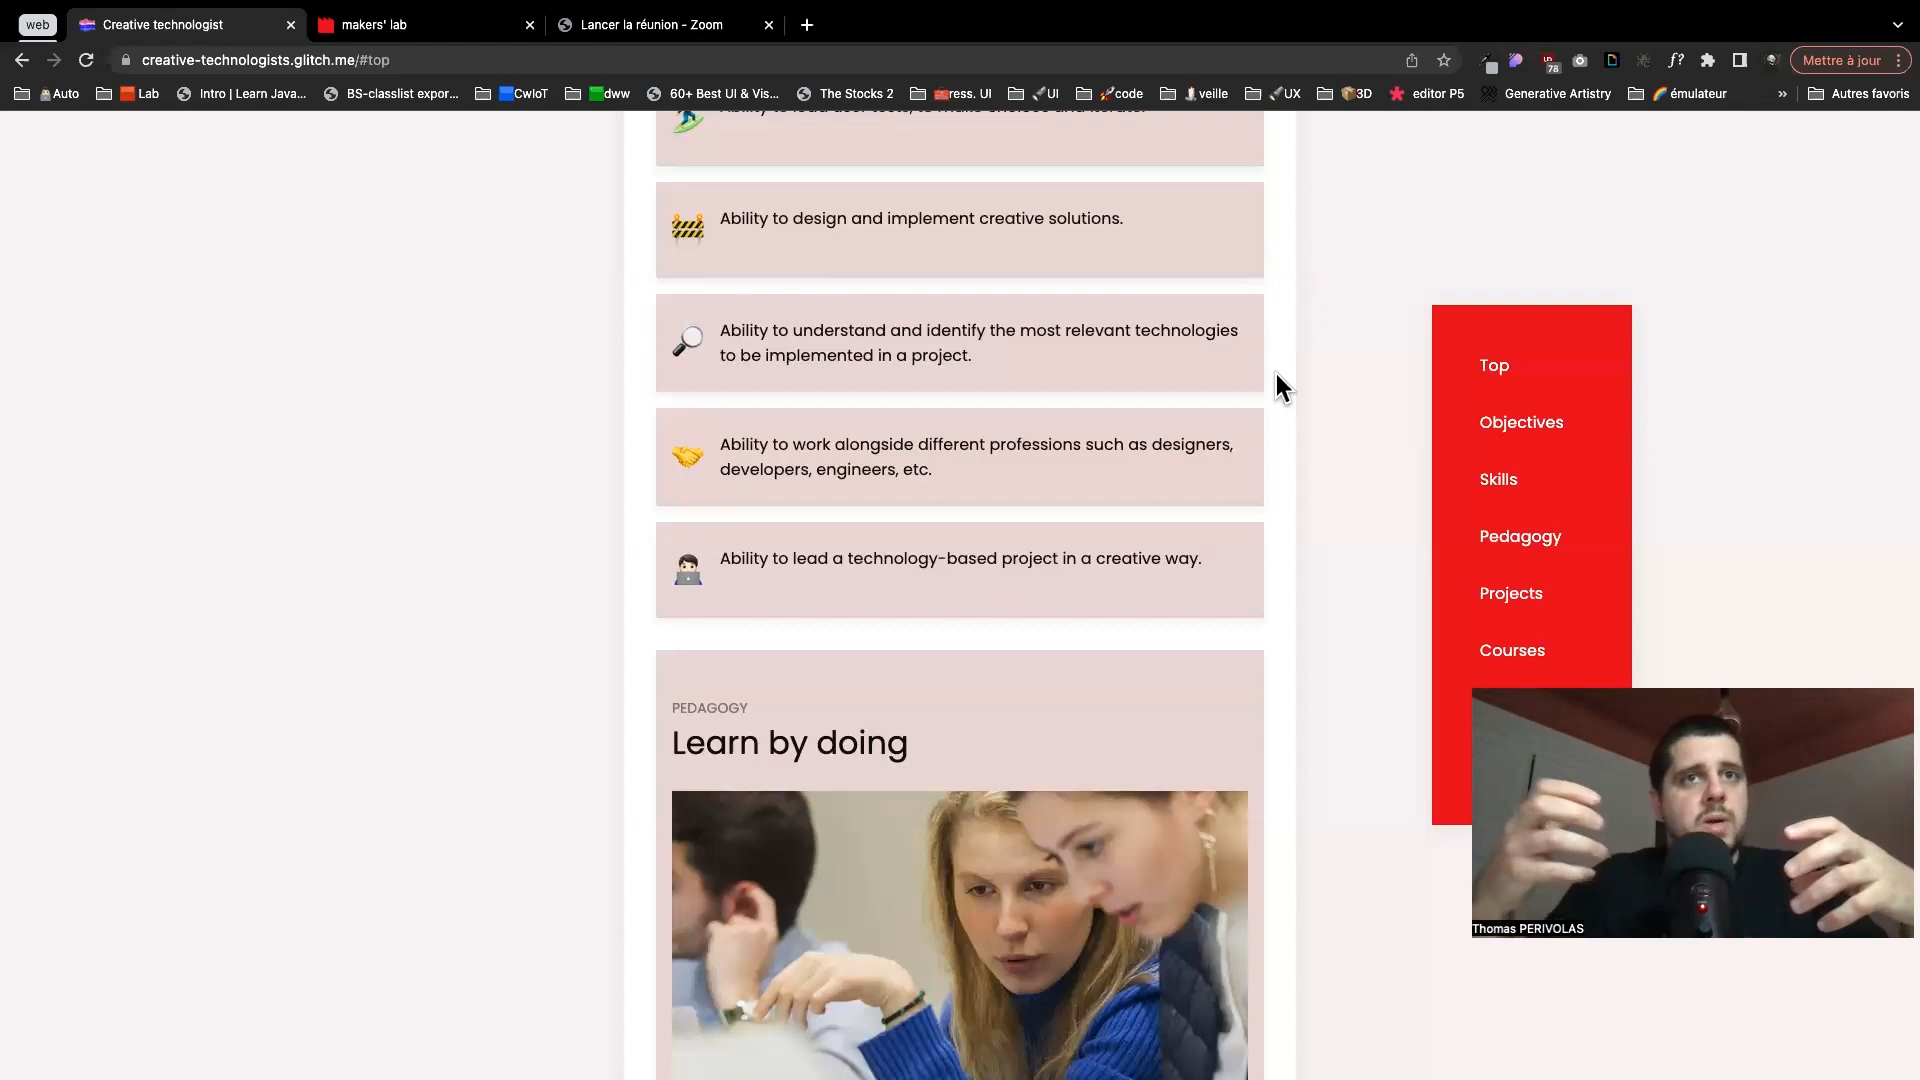 web
Creative technologist
makers' lab
Lancer la réunion - Zoom
creative-technologists.glitch.me/#top
78
f?
Mettre à jour
Auto
Lab
Intro | Learn Java...
BS-classlist expor...
CwIoT
dww
60+ Best UI & Vis...
The Stocks 2
ress. UI
UI
code
veille
UX
3D
editor P5
Generative Artistry
émulateur
»
Autres favoris
Ability to design and implement creative solutions.
Ability to understand and identify the most relevant technologies
to be implemented in a project.
Ability to work alongside different professions such as designers,
developers, engineers, etc.
Ability to lead a technology-based project in a creative way.
PEDAGOGY
Learn by doing
Top
Objectives
Skills
Pedagogy
Projects
Courses
Thomas PERIVOLAS